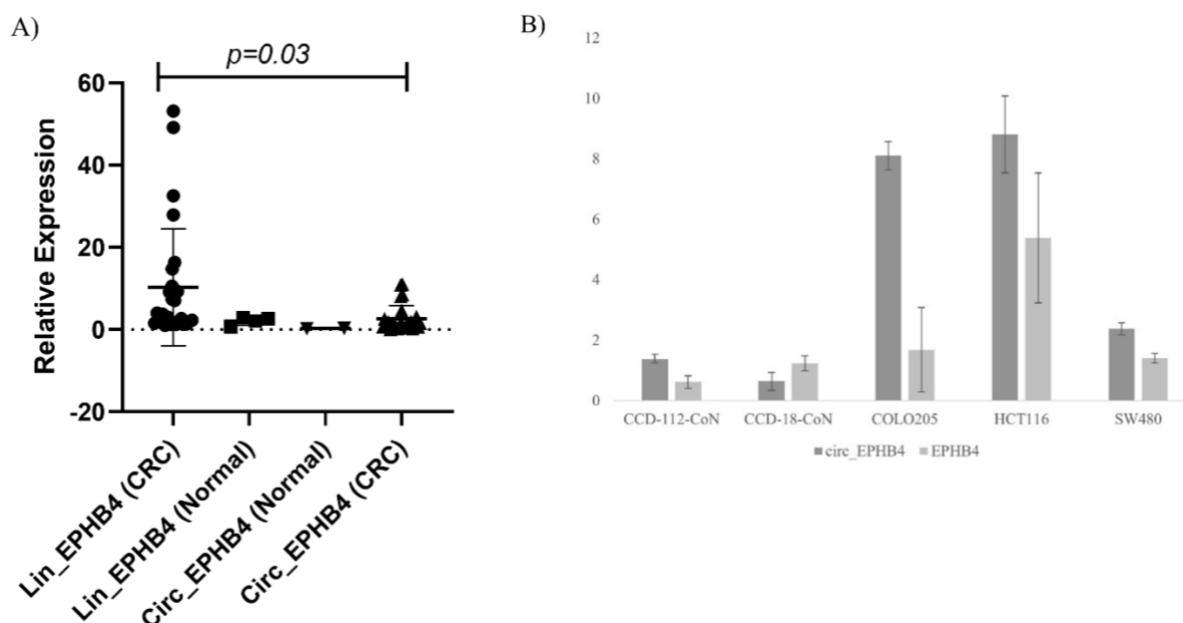 A)
p=0.03
Relative Expression
60
40
20
0
-20
Lin_EPHB4 (CRC)
Lin_EPHB4 (Normal)
Circ_EPHB4 (Normal)
Circ_EPHB4 (CRC)
B)
12
10
8
6
4
2
0
CCD-112-CoN CCD-18-CoN COLO205 HCT116 SW480
circ_EPHB4 EPHB4